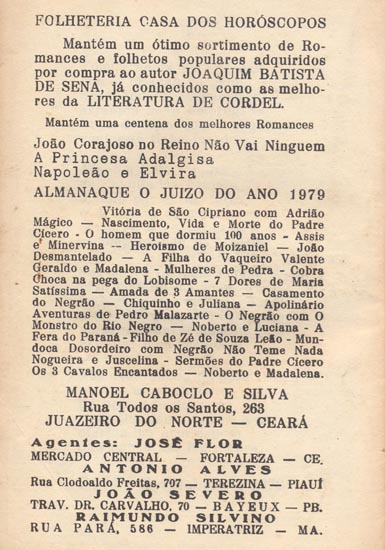 FOLHETERIA CASA DOS HORÓSCOPOS
Mantém um ótimo sortimento de Ro-
mances e folhetos populares adquiridos
por compra ao autor JOAQUIM BATISTA
DE SENA, já conhecidos como as melho-
res da LITERATURA DE CORDEL.
Mantém uma centena dos melhores Romances
João Corajoso no Reino Não Vai Ninguem
A Princesa Adalgisa
Napoleão e Elvira
ALMANAQUE O JUIZO DO ANO 1979
Vitória de São Cipriano com Adrião
Mágico — Nascimento, Vida e Morte do Padre
Cícero - O homem que dormiu 100 anos - Assis
e Minervina — Heroismo de Moizaniel — João
Desmantelado — A Filha do Vaqueiro Valente
Geraldo e Madalena - Mulheres de Pedra - Cobra
Choca na pega do Lobisome - 7 Dores de Maria
Satíssima — Amada de 3 Amantes — Casamento
do Negrão — Chiquinho e Juliana — Apolinário
Aventuras de Pedro Malazarte - O Negrão com O
Monstro do Rio Negro — Noberto e Luciana - A
Fera do Paraná - Filho de Zé de Souza Leão - Mun-
doca Dosordeiro com Negrão Não Teme Nada
Nogueira e Juscelina - Sermões do Padre Cícero
Os 3 Cavalos Encantados — Noberto e Madalena.
MANOEL CABOCLO E SILVA
Rua Todos os Santos, 263
JUAZEIRO DO NORTE — CEARÁ
Agentes: JOSÉ FLOR
MERCADO CENTRAL — FORTALEZA — CE.
ANTONIO ALVES
Rua Clodoaldo Freitas, 707 — TEREZINA — PIAUÍ
JOÃO SEVERO
TRAV. DR. CARVALHO, 70 — BAYEUX — PB.
RAIMUNDO SILVINO
RUA PARÁ, 586 — IMPERATRIZ — MA.